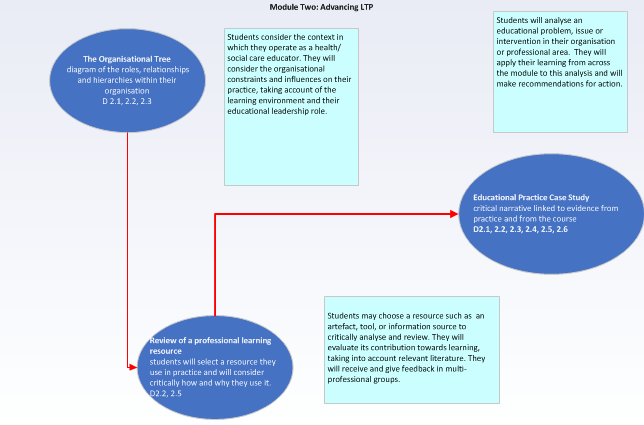 Module Two: Advancing LTP
The Organisational Tree
diagram of the roles, relationships
and hierarchies within their
organisation
D 2.1, 2.2, 2.3
Students consider the context in
which they operate as a health/
social care educator. They will
consider the organisational
constraints and influences on their
practice, taking account of the
learning environment and their
educational leadership role.
Students will analyse an
educational problem, issue or
intervention in their organisation
or professional area.  They will
apply their learning from across
the module to this analysis and will
make recommendations for action.
Educational Practice Case Study
critical narrative linked to evidence from
practice and from the course
D2.1, 2.2, 2.3, 2.4, 2.5, 2.6
Review of a professional learning
resource
students will select a resource they
use in practice and will consider
critically how and why they use it.
D2.2, 2.5
Students may choose a resource such as  an
artefact, tool, or information source to
critically analyse and review. They will
evaluate its contribution towards learning,
taking into account relevant literature. They
will receive and give feedback in multi-
professional groups.